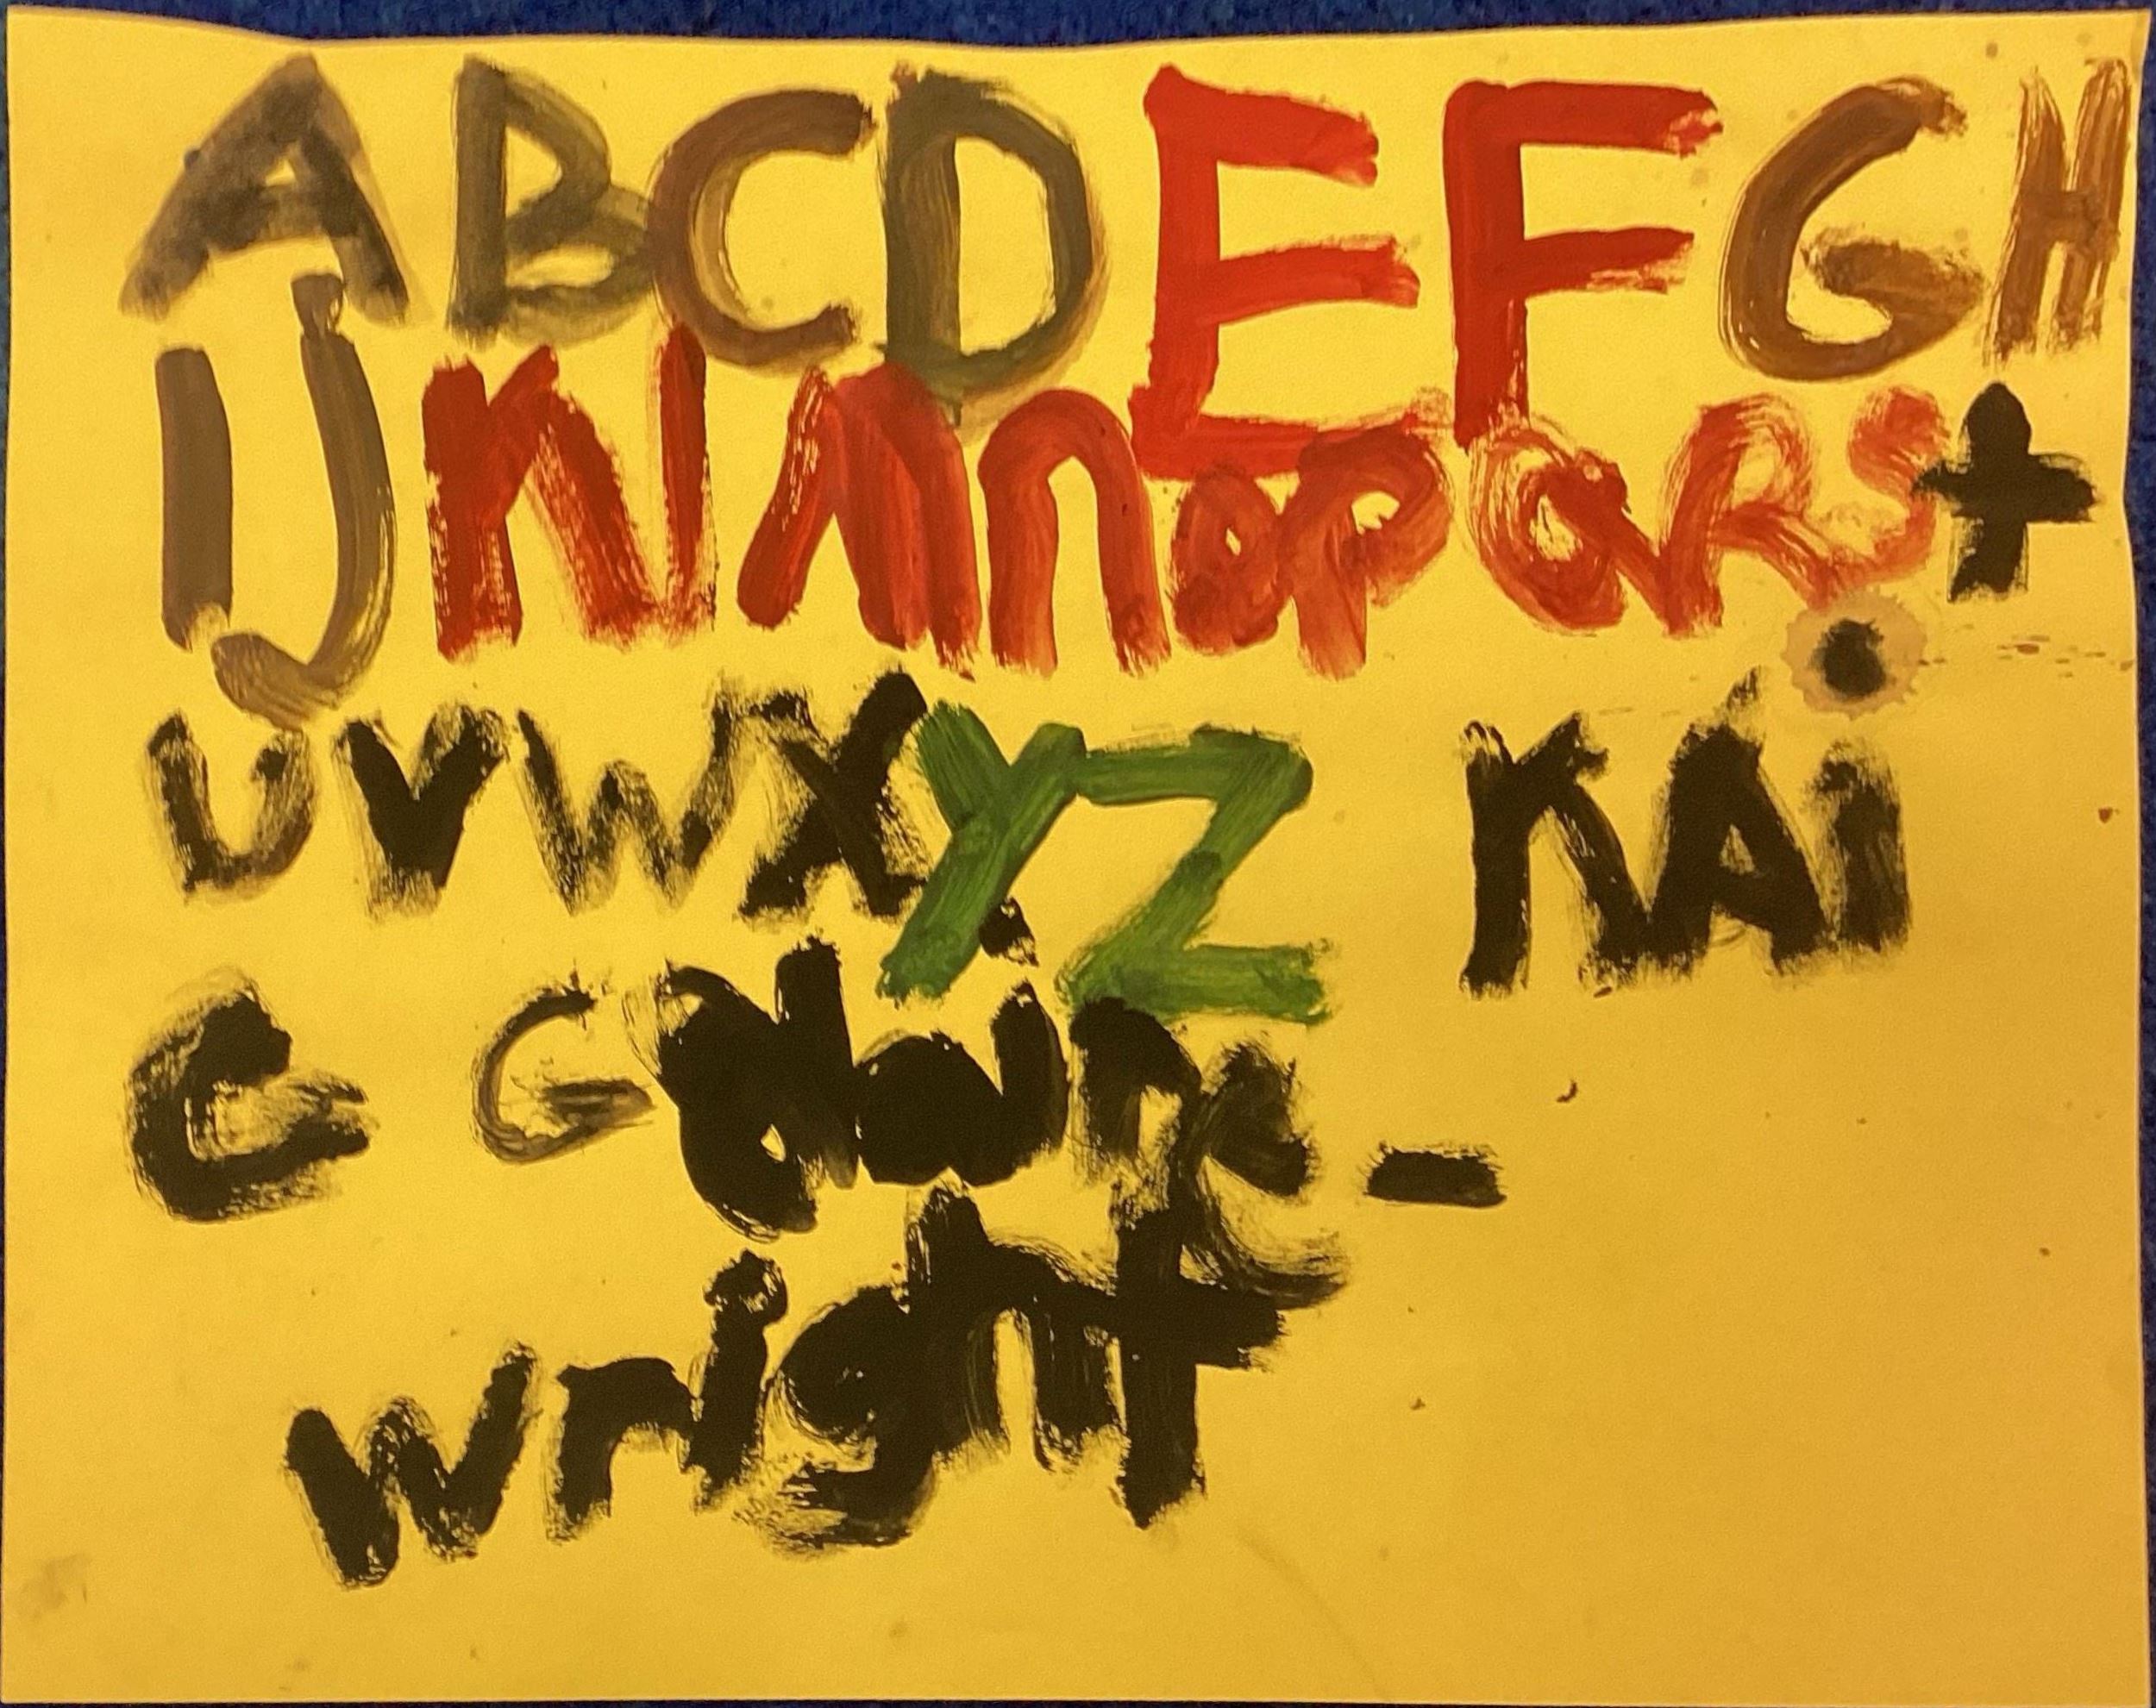 ABCDEFGH
IJKlmnopQRSt
UVWXYZ KAi
e G
wright